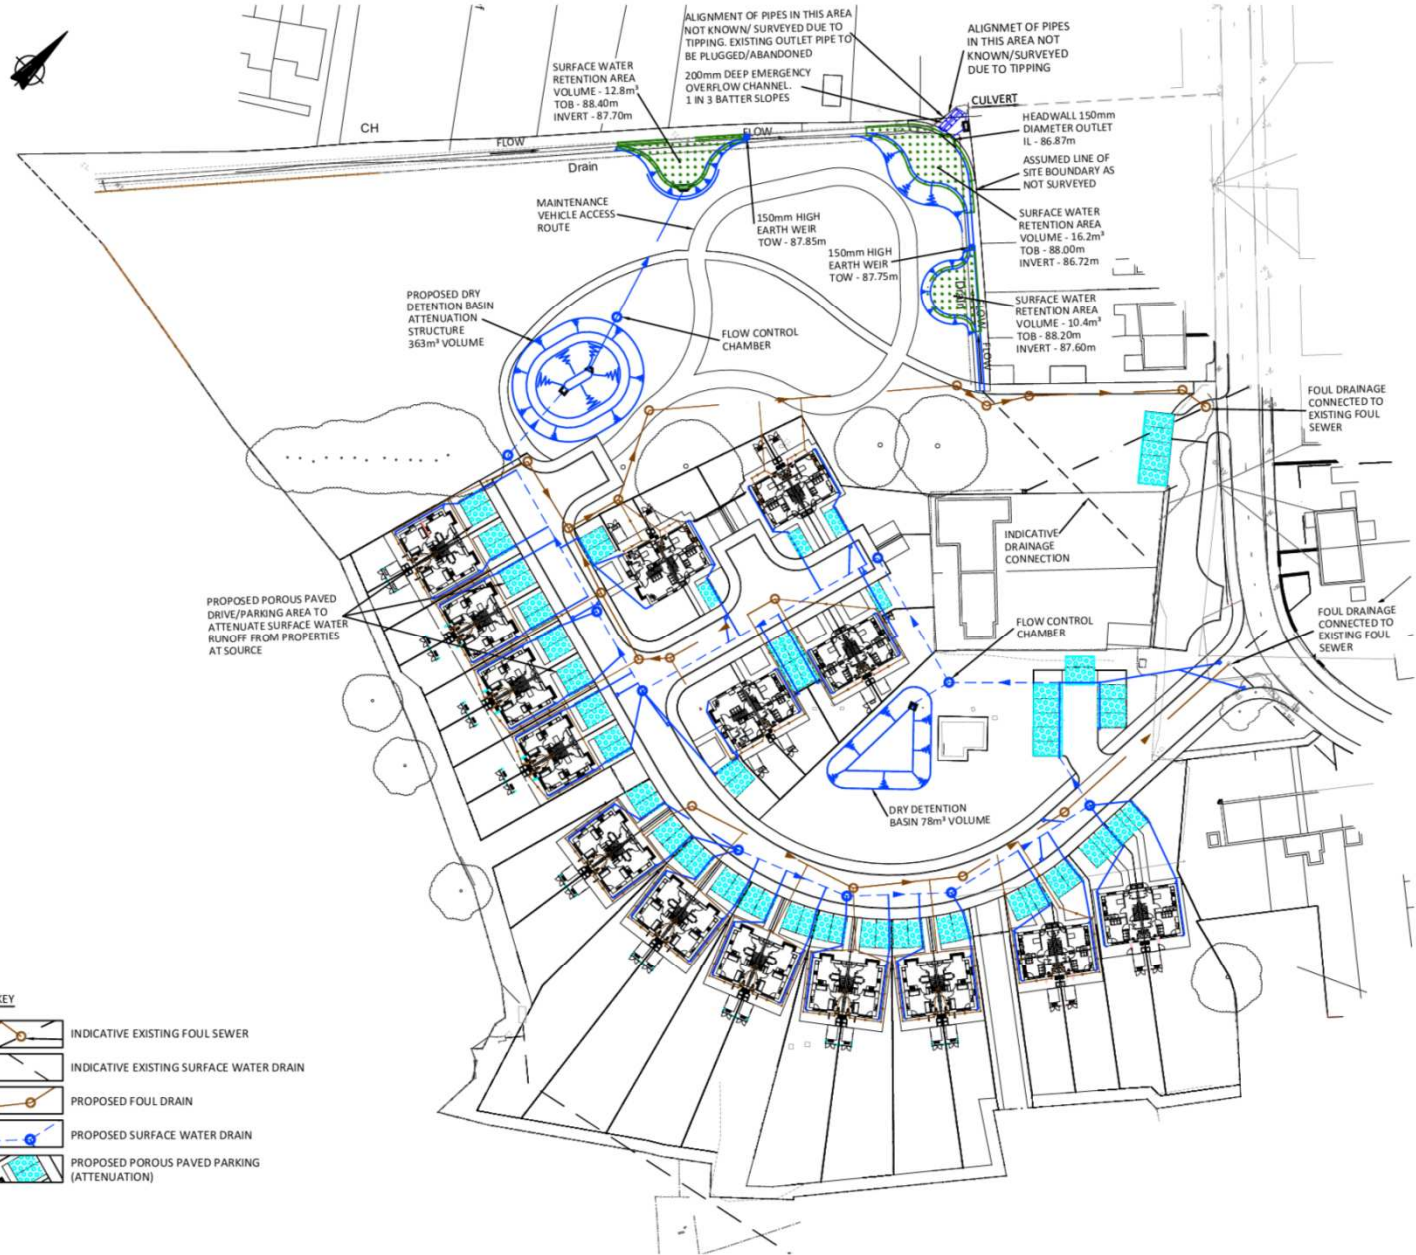 ALIGNMENT OF PIPES IN THIS AREA
NOT KNOWN/ SURVEYED DUE TO
TIPPING. EXISTING OUTLET PIPE TO
BE PLUGGED/ABANDONED
ALIGNMET OF PIPES
IN THIS AREA NOT
KNOWN/SURVEYED
DUE TO TIPPING
SURFACE WATER
RETENTION AREA
VOLUME - 12.8m³
TOB - 88.40m
INVERT - 87.70m
200mm DEEP EMERGENCY
OVERFLOW CHANNEL.
1 IN 3 BATTER SLOPES
CULVERT
HEADWALL 150mm
DIAMETER OUTLET
IL - 86.87m
CH
FLOW
FLOW
Drain
ASSUMED LINE OF
SITE BOUNDARY AS
NOT SURVEYED
MAINTENANCE
VEHICLE ACCESS
ROUTE
150mm HIGH
EARTH WEIR
TOW - 87.85m
SURFACE WATER
RETENTION AREA
VOLUME - 16.2m³
TOB - 88.00m
INVERT - 86.72m
150mm HIGH
EARTH WEIR
TOW - 87.75m
Drain
FLOW
FLOW
PROPOSED DRY
DETENTION BASIN
ATTENUATION
STRUCTURE
363m³ VOLUME
SURFACE WATER
RETENTION AREA
VOLUME - 10.4m³
TOB - 88.20m
INVERT - 87.60m
FLOW CONTROL
CHAMBER
FOUL DRAINAGE
CONNECTED TO
EXISTING FOUL
SEWER
INDICATIVE
DRAINAGE
CONNECTION
PROPOSED POROUS PAVED
DRIVE/PARKING AREA TO
ATTENUATE SURFACE WATER
RUNOFF FROM PROPERTIES
AT SOURCE
FLOW CONTROL
CHAMBER
FOUL DRAINAGE
CONNECTED TO
EXISTING FOUL
SEWER
DRY DETENTION
BASIN 78m³ VOLUME
KEY
INDICATIVE EXISTING FOUL SEWER
INDICATIVE EXISTING SURFACE WATER DRAIN
PROPOSED FOUL DRAIN
PROPOSED SURFACE WATER DRAIN
PROPOSED POROUS PAVED PARKING
(ATTENUATION)